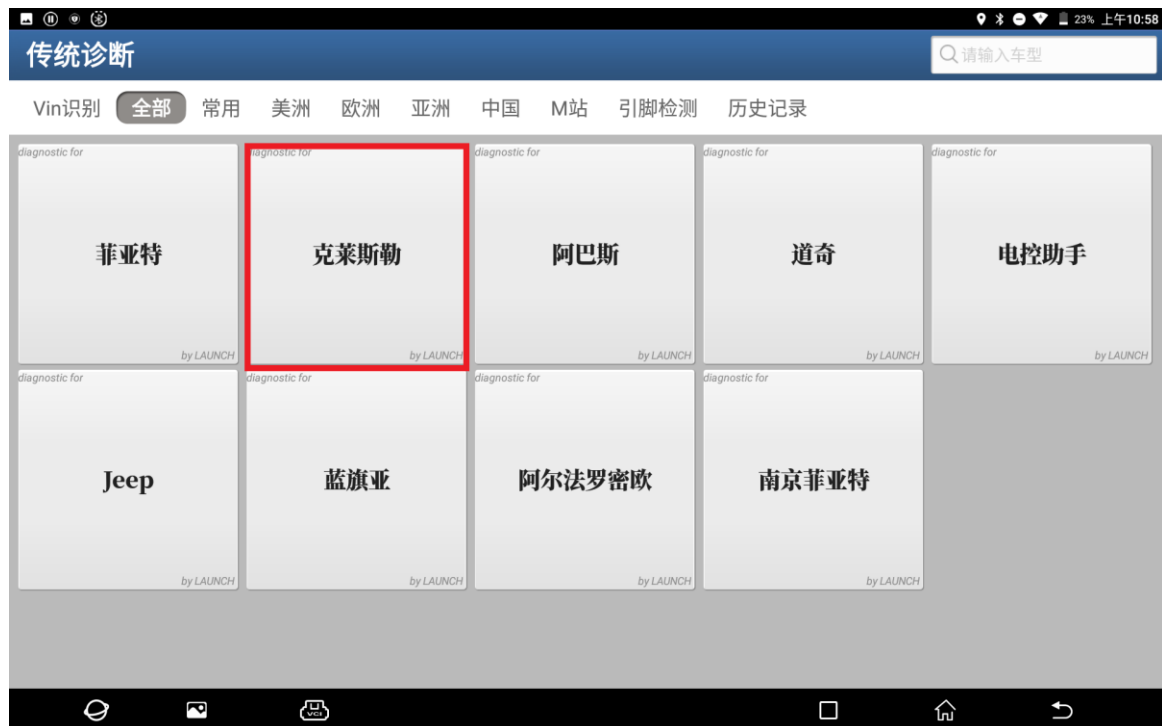 23% 上午10:58
传统诊断
请输入车型
Vin识别 全部 常用 美洲 欧洲 亚洲 中国 M站 引脚检测 历史记录
diagnostic for
菲亚特
by LAUNCH
diagnostic for
克莱斯勒
by LAUNCH
diagnostic for
阿巴斯
by LAUNCH
diagnostic for
道奇
by LAUNCH
diagnostic for
电控助手
by LAUNCH
diagnostic for
Jeep
by LAUNCH
diagnostic for
蓝旗亚
by LAUNCH
diagnostic for
阿尔法罗密欧
by LAUNCH
diagnostic for
南京菲亚特
by LAUNCH
VCI